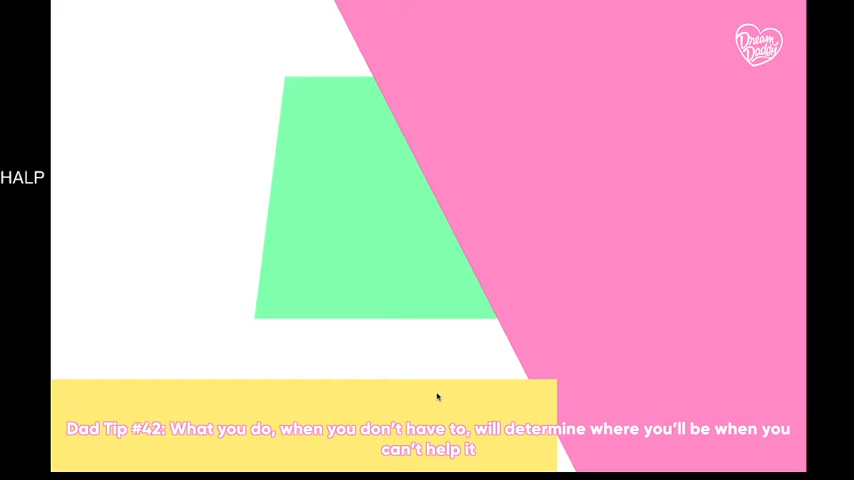 Dream
Daddy
HALP
Dad Tip #42: What you do, when you don't have to, will determine where you'll be when you
can't help it